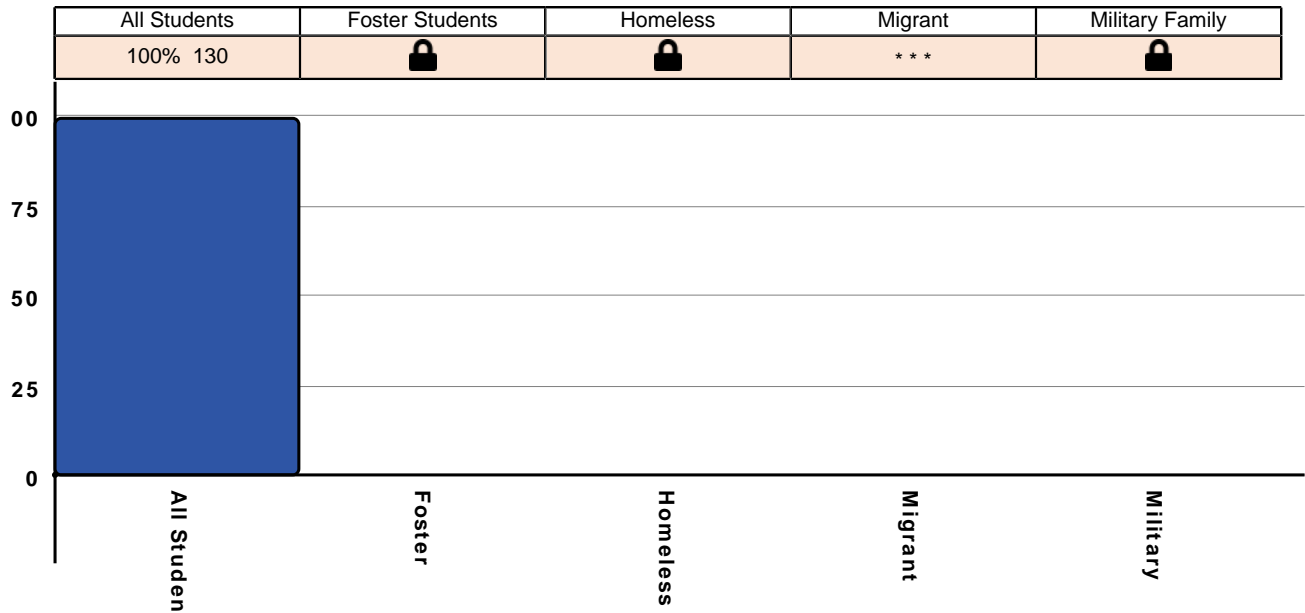 All Students Foster Students Homeless Migrant Military Family
100% 130 * * *
00
75
50
25
0
All Studen
Foster
Homeless
Migrant
Military